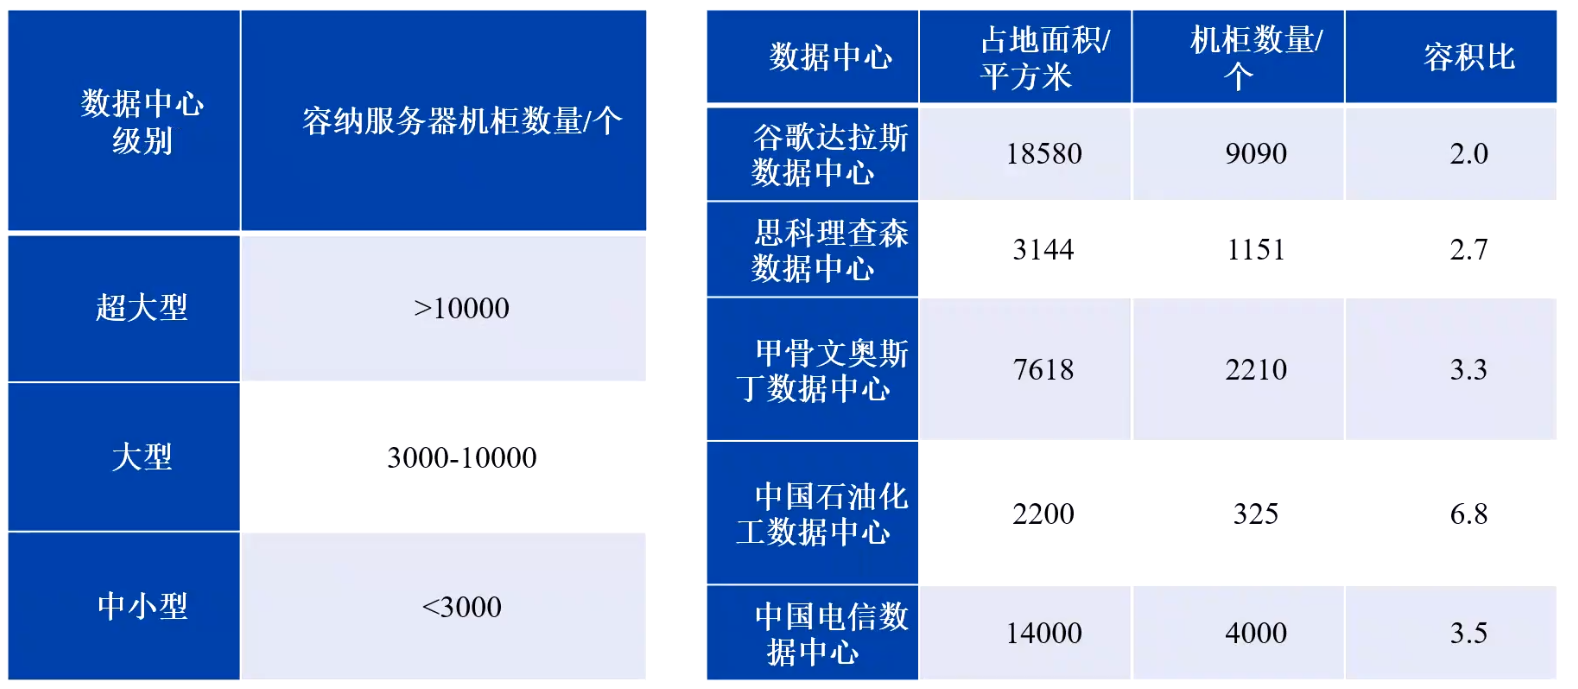 数据中心
级别
容纳服务器机柜数量/个
超大型
>10000
大型
3000-10000
中小型
<3000
数据中心
占地面积/
平方米
机柜数量/
个
容积比
谷歌达拉斯
数据中心
18580
9090
2.0
思科理查森
数据中心
3144
1151
2.7
甲骨文奥斯
丁数据中心
7618
2210
3.3
中国石油化
工数据中心
2200
325
6.8
中国电信数
据中心
14000
4000
3.5